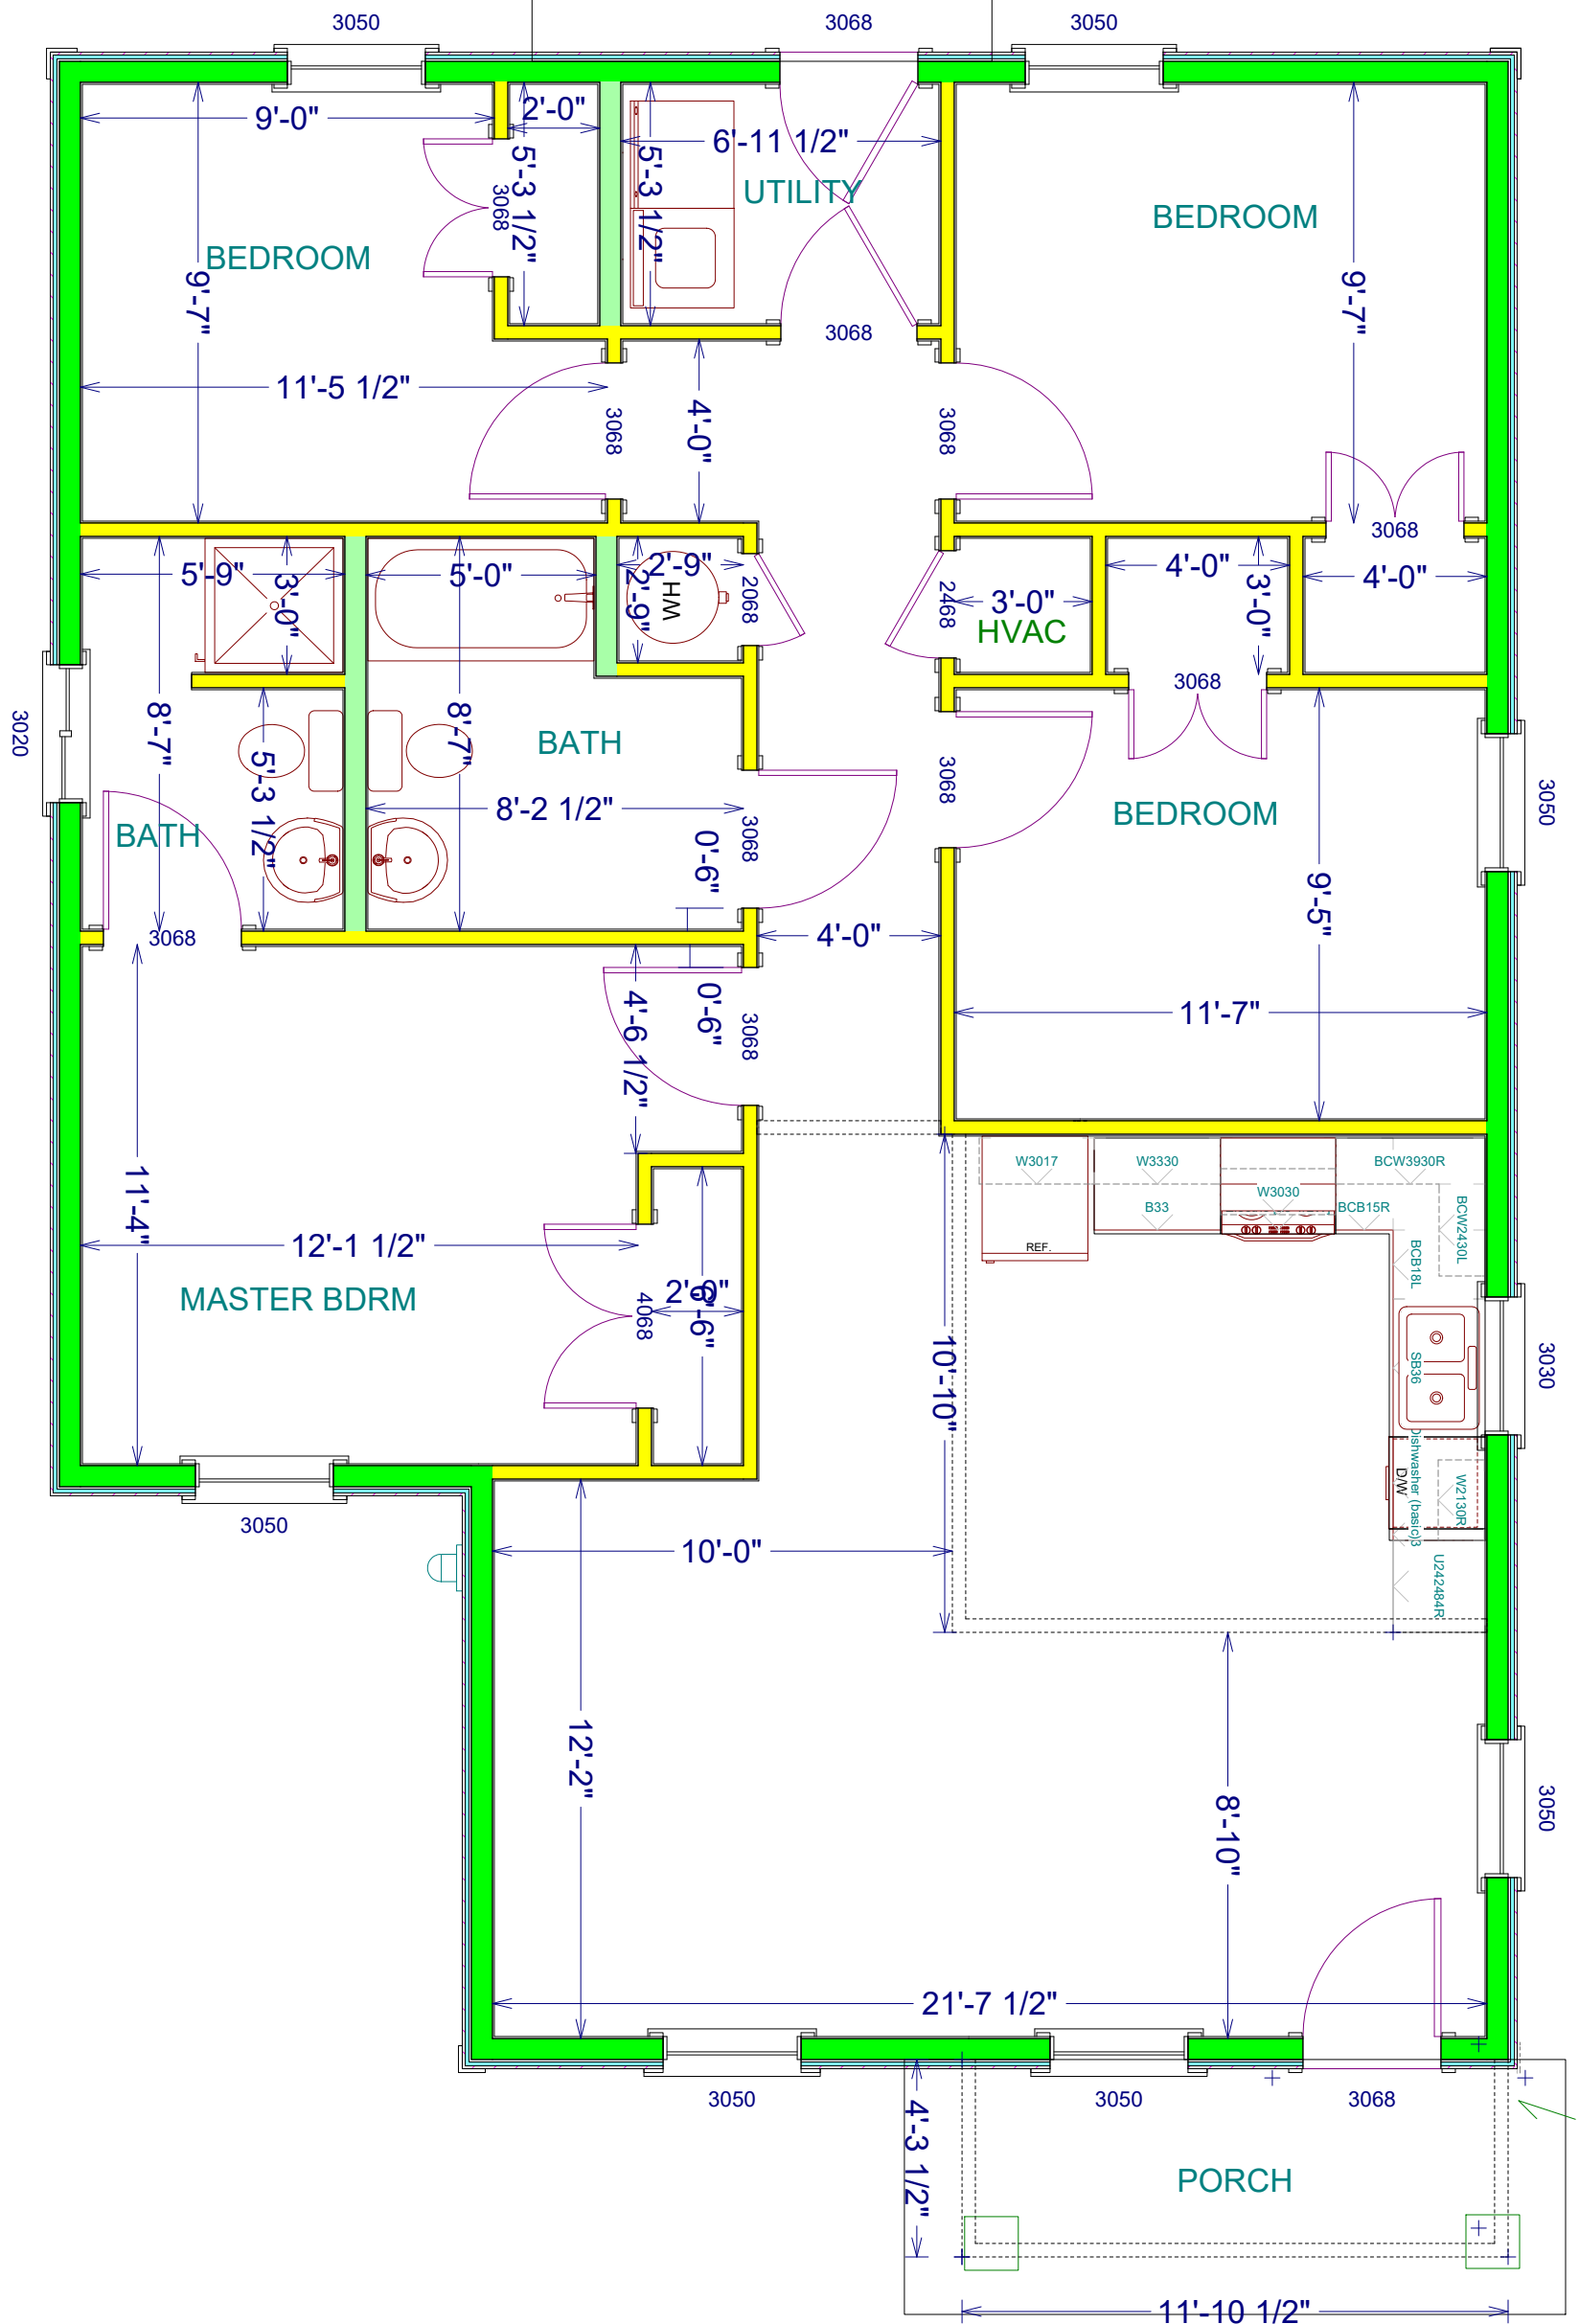 3050
3068
3050
9'-0"
2'-0"
6'-11 1/2"
5'-3 1/2"
5'-3 1/2"
3068
UTILITY
BEDROOM
BEDROOM
9'-7"
9'-7"
3068
11'-5 1/2"
3068
4'-0"
3068
3068
5'-9"
3'-0"
5'-0"
2'-9"
2'-9"
HW
2068
2468
3'-0"
HVAC
4'-0"
3'-0"
4'-0"
3068
3020
8'-7"
5'-3 1/2"
8'-7"
BATH
8'-2 1/2"
3068
3068
BEDROOM
3050
BATH
0'-6"
3068
4'-0"
9'-5"
0'-6"
4'-6 1/2"
3068
11'-7"
11'-4"
12'-1 1/2"
MASTER BDRM
4068
2'-0"
6'-6"
W3017
W3330
W3030
BCW3930R
B33
BCB15R
BCW2430L
REF.
BCB18L
10'-10"
SB36
3030
Dishwasher (basic)3
D/W
W2130R
U242484R
3050
10'-0"
12'-2"
8'-10"
3050
21'-7 1/2"
3050
3050
3068
4'-3 1/2"
PORCH
11'-10 1/2"